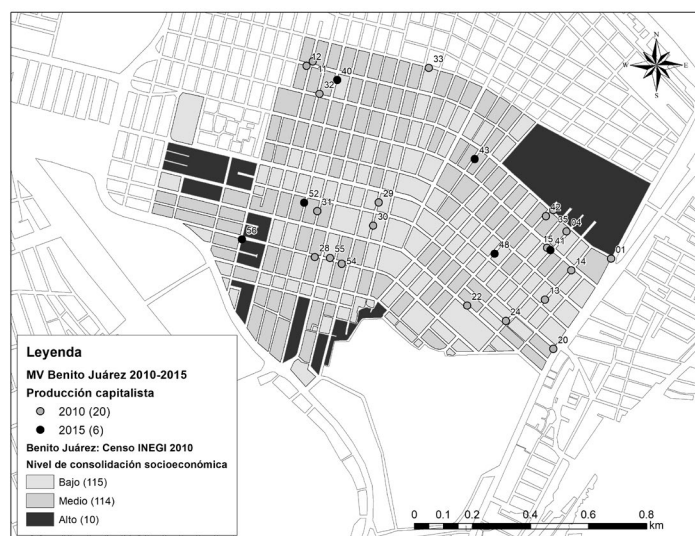 N
W
E
S
12
11
40
32
33
43
52
31
29
30
56
28
55
54
42
35
04
15
41
01
48
14
13
22
24
20
Leyenda
MV Benito Juárez 2010-2015
Producción capitalista
2010 (20)
2015 (6)
Benito Juárez: Censo INEGI 2010
Nivel de consolidación socioeconómica
Bajo (115)
Medio (114)
Alto (10)
0 0.1 0.2 0.4 0.6 0.8
km